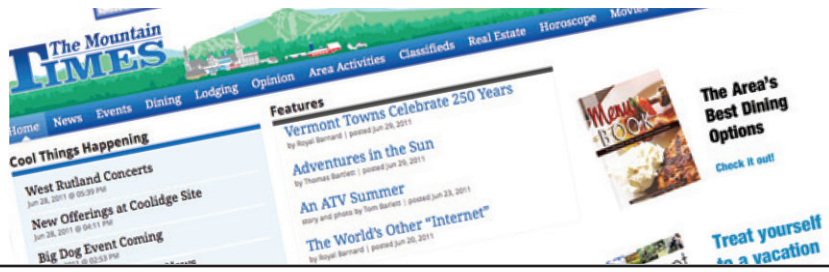 The Mountain
TIMES
Home News Events Dining Lodging Opinion Area Activities Classifieds Real Estate Horoscope Movies
Cool Things Happening
West Rutland Concerts
Jun 28, 2011 @ 05:39 PM
New Offerings at Coolidge Site
Jun 28, 2011 @ 04:11 PM
Big Dog Event Coming
2011 @ 02:53 PM
Features
Vermont Towns Celebrate 250 Years
by Royal Barnard | posted Jun 29, 2011
Adventures in the Sun
by Thomas Bartlett | posted Jun 29, 2011
An ATV Summer
story and photo by Tom Barlett | posted Jun 23, 2011
The World's Other "Internet"
by Royal Barnard | posted Jun 20, 2011
Menu
BOOK
The Area's
Best Dining
Options
Check it out!
Treat yourself
to a vacation